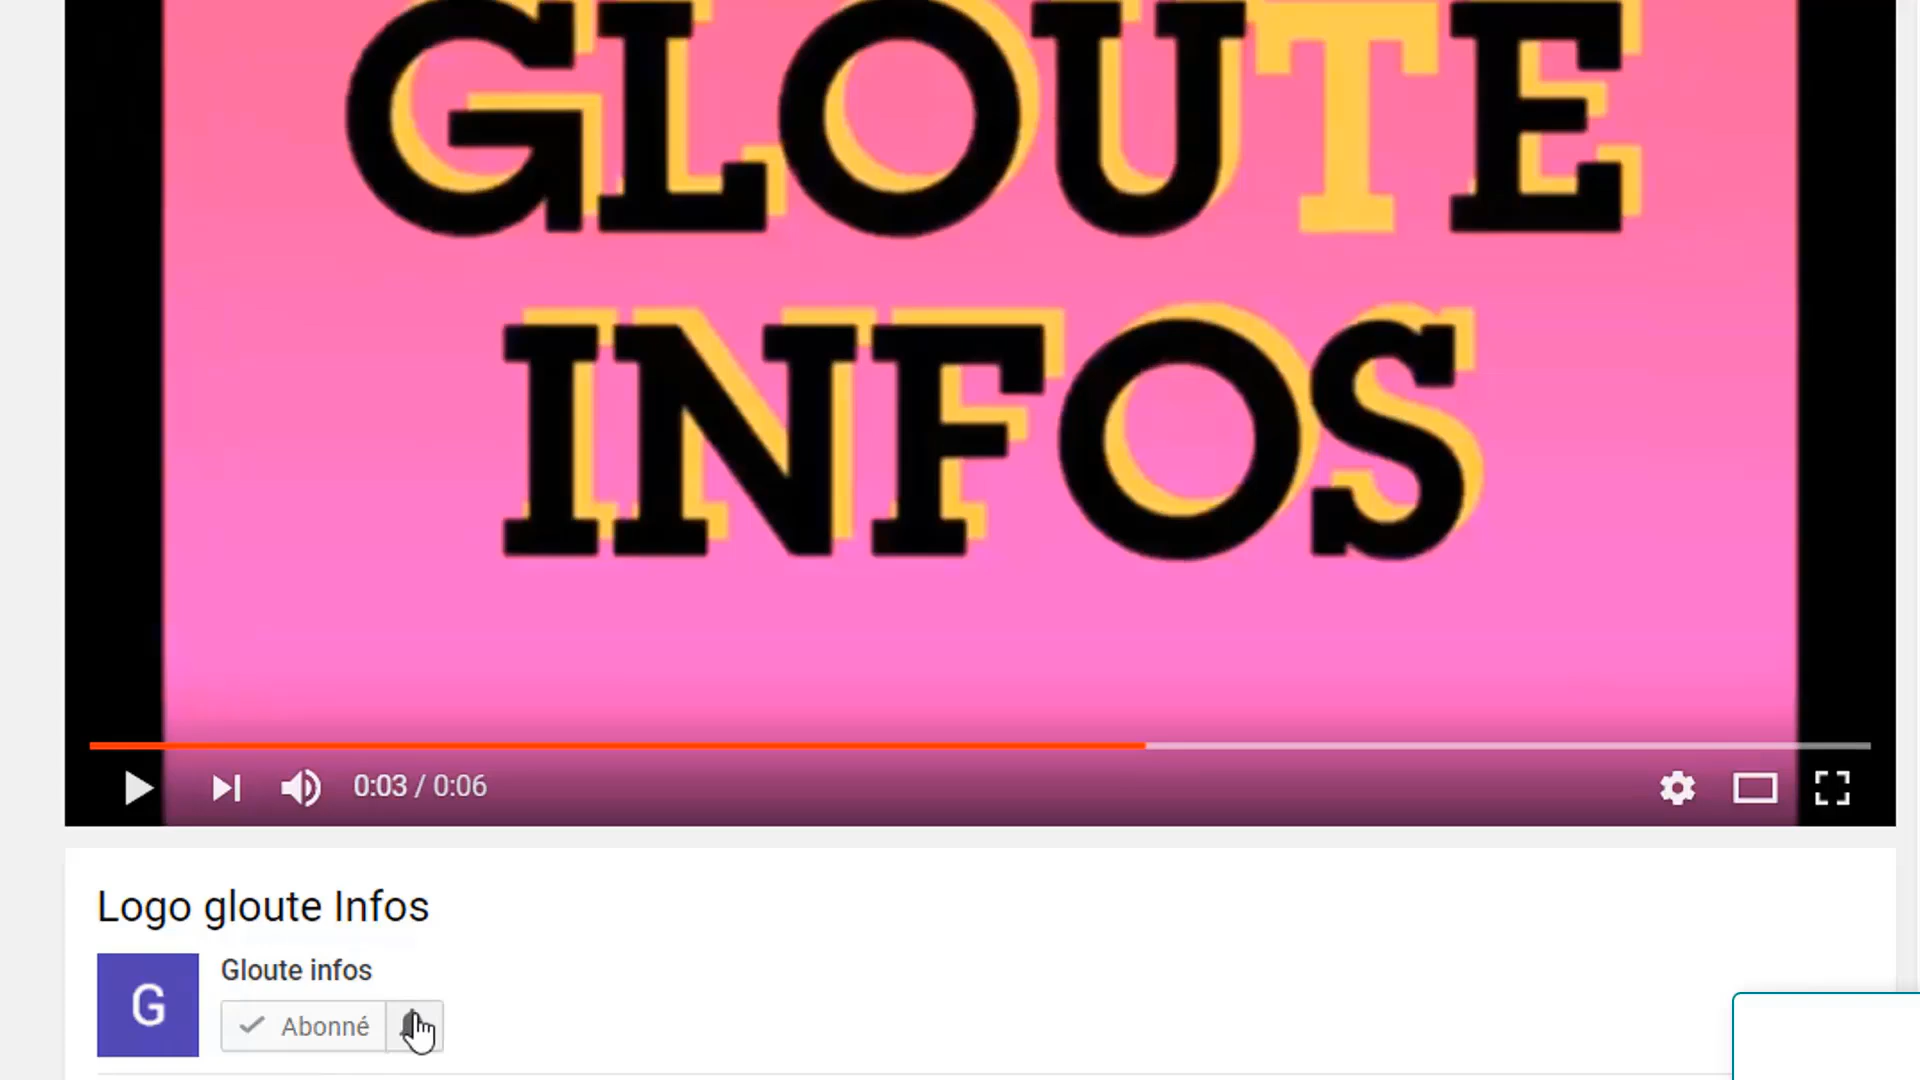 GLOUTE
INFOS
0:03 / 0:06
Logo gloute Infos
G
Gloute infos
Abonné